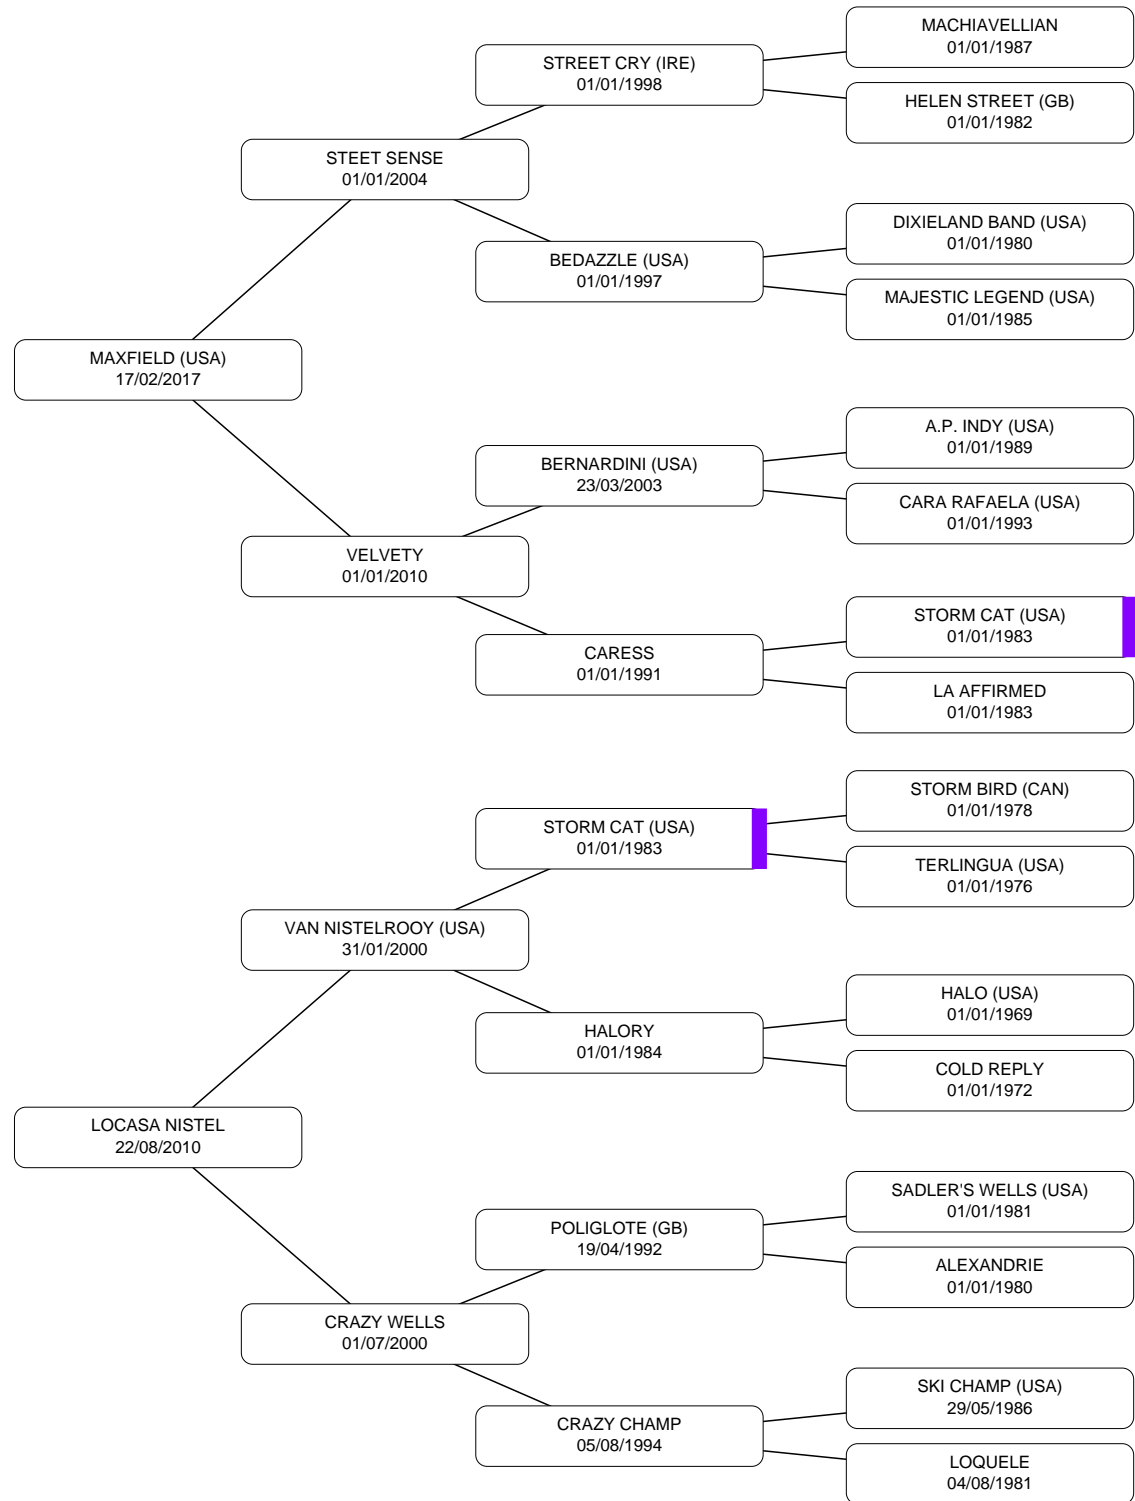 MACHIAVELLIAN
01/01/1987
STREET CRY (IRE)
01/01/1998
HELEN STREET (GB)
01/01/1982
STEET SENSE
01/01/2004
DIXIELAND BAND (USA)
01/01/1980
BEDAZZLE (USA)
01/01/1997
MAJESTIC LEGEND (USA)
01/01/1985
MAXFIELD (USA)
17/02/2017
A.P. INDY (USA)
01/01/1989
BERNARDINI (USA)
23/03/2003
CARA RAFAELA (USA)
01/01/1993
VELVETY
01/01/2010
STORM CAT (USA)
01/01/1983
CARESS
01/01/1991
LA AFFIRMED
01/01/1983
STORM BIRD (CAN)
01/01/1978
STORM CAT (USA)
01/01/1983
TERLINGUA (USA)
01/01/1976
VAN NISTELROOY (USA)
31/01/2000
HALO (USA)
01/01/1969
HALORY
01/01/1984
COLD REPLY
01/01/1972
LOCASA NISTEL
22/08/2010
SADLER'S WELLS (USA)
01/01/1981
POLIGLOTE (GB)
19/04/1992
ALEXANDRIE
01/01/1980
CRAZY WELLS
01/07/2000
SKI CHAMP (USA)
29/05/1986
CRAZY CHAMP
05/08/1994
LOQUELE
04/08/1981